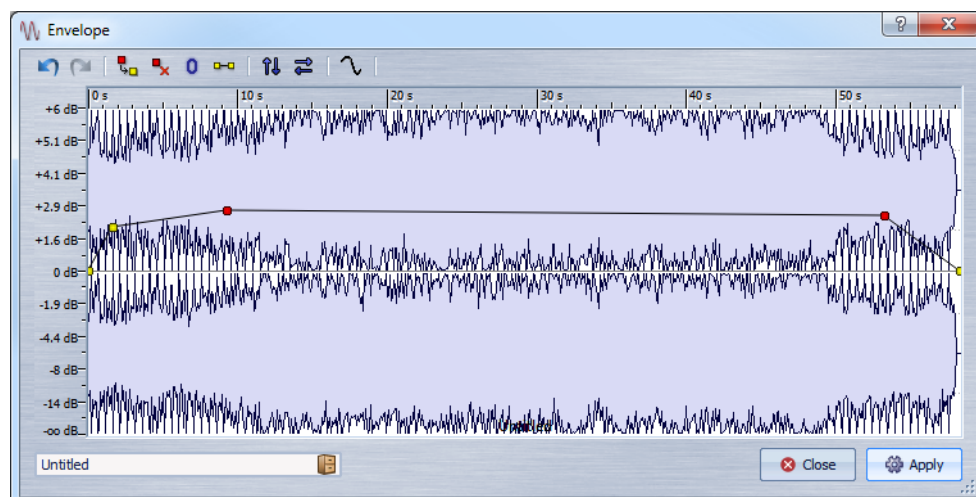 Envelope
0 s 10 s 20 s 30 s 40 s 50 s
+6 dB
+5.1 dB
+4.1 dB
+2.9 dB
+1.6 dB
0 dB
-1.9 dB
-4.4 dB
-8 dB
-14 dB
-oo dB
Untitled
Untitled
Close
Apply